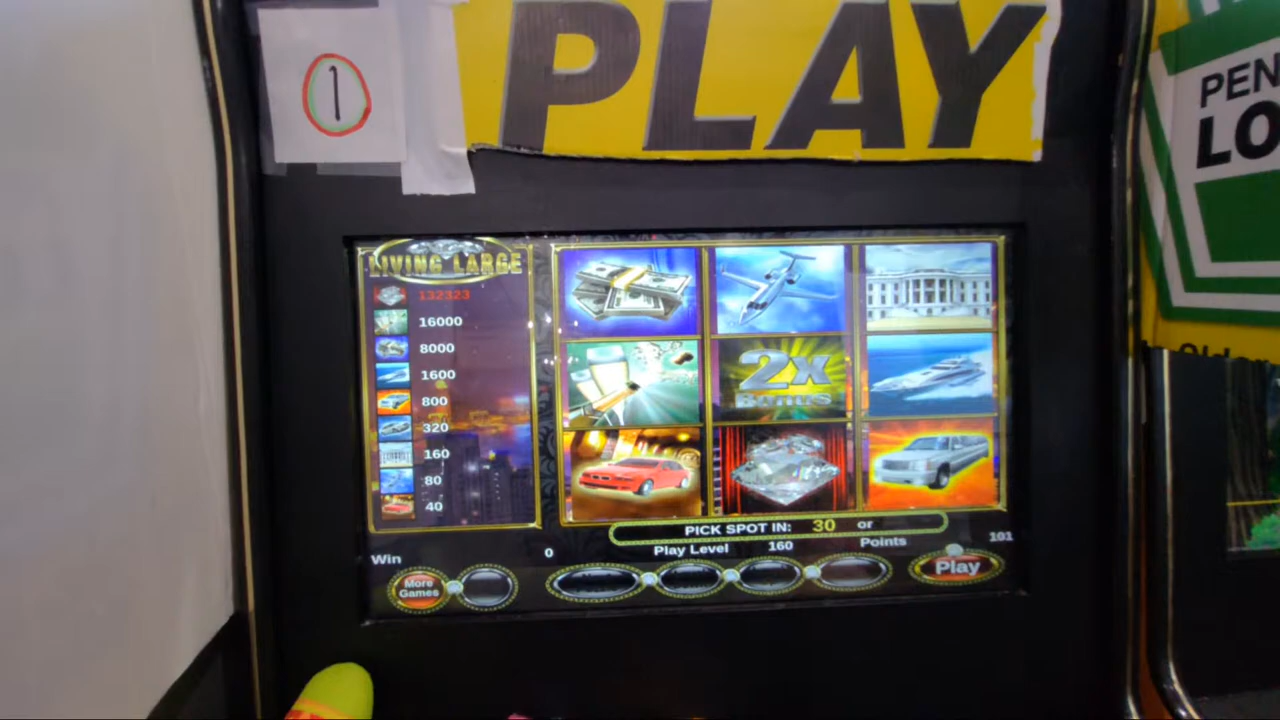 1
PLAY
PEN
LO
LIVING LARGE
132323
16000
8000
1600
800
320
160
80
40
2x
Bonus
PICK SPOT IN: 30 or
Win 0 Play Level 160 Points 101
More
Games
Play